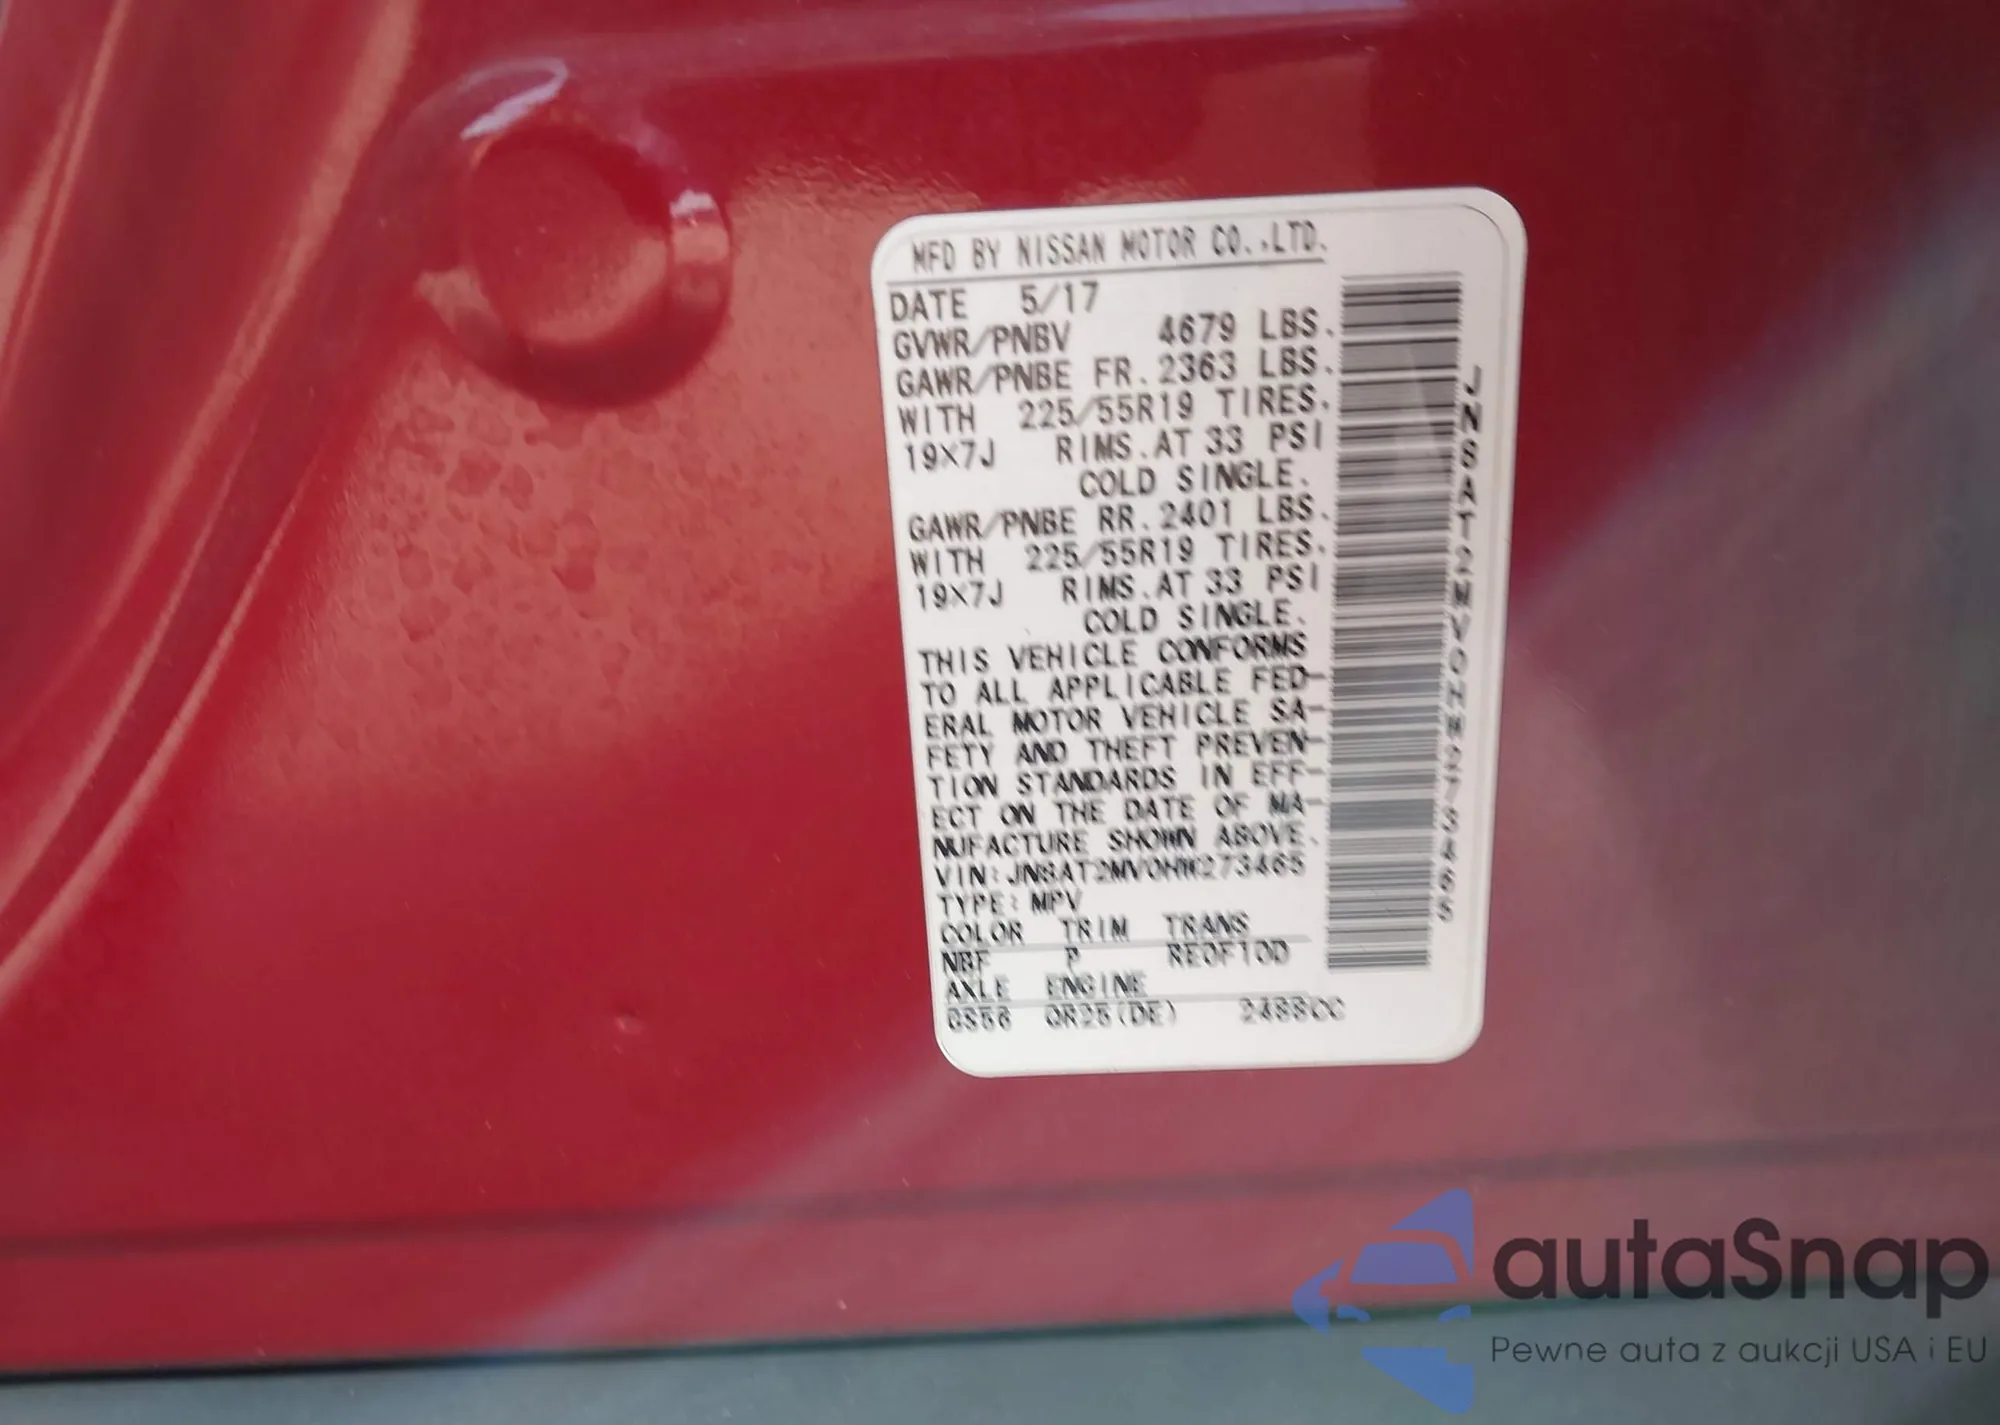 MFD BY NISSAN MOTOR CO.,LTD.
DATE 5/17
GVWR/PNBV 4679 LBS.
GAWR/PNBE FR. 2363 LBS.
WITH 225/55R19 TIRES.
19X7J RIMS.AT 33 PSI
COLD SINGLE.
GAWR/PNBE RR. 2401 LBS.
WITH 225/55R19 TIRES.
19X7J RIMS.AT 33 PSI
COLD SINGLE.
THIS VEHICLE CONFORMS
TO ALL APPLICABLE FED-
ERAL MOTOR VEHICLE SA-
FETY AND THEFT PREVEN-
TION STANDARDS IN EFF-
ECT ON THE DATE OF MA-
NUFACTURE SHOWN ABOVE.
VIN: JN8AT2MV0HW273465
TYPE: MPV
COLOR TRIM TRANS
NBF P RE0F10D
AXLE ENGINE
GS56 QR25(DE) 2488CC
JN8AT2MV0HW273465
autaSnap
Pewne auta z aukcji USA i EU